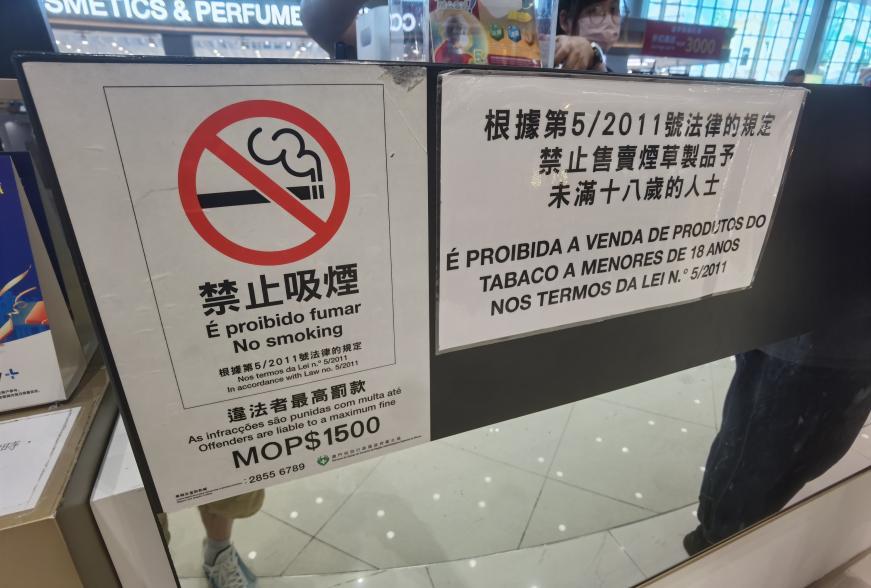 SMETICS & PERFUME
3000
禁止吸煙
É proibido fumar
No smoking
根據第5/2011號法律的規定
Nos termos da Lei n.° 5/2011
In accordance with Law no. 5/2011
違法者最高罰款
As infracções são punidas com multa até
Offenders are liable to a maximum fine
MOP$1500
: 2855 6789
根據第5/2011號法律的規定
禁止售賣煙草製品予
未滿十八歲的人士
É PROIBIDA A VENDA DE PRODUTOS DO
TABACO A MENORES DE 18 ANOS
NOS TERMOS DA LEI N.° 5/2011